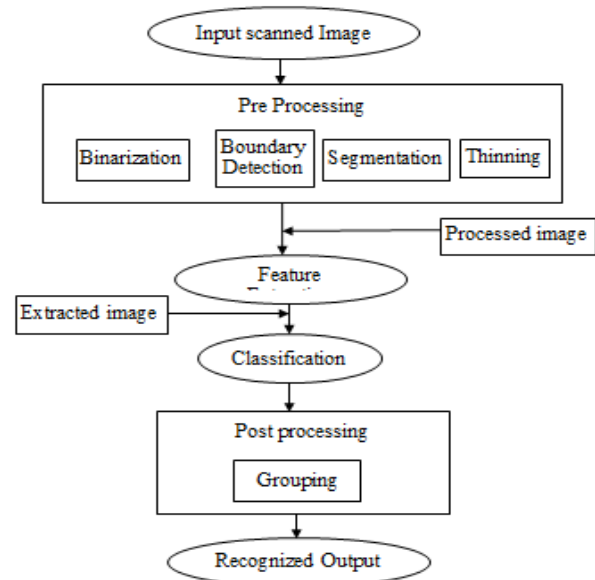 Input scanned Image
Pre Processing
Binarization
Boundary
Detection
Segmentation
Thinning
Processed image
Feature
Extracted image
Classification
Post processing
Grouping
Recognized Output